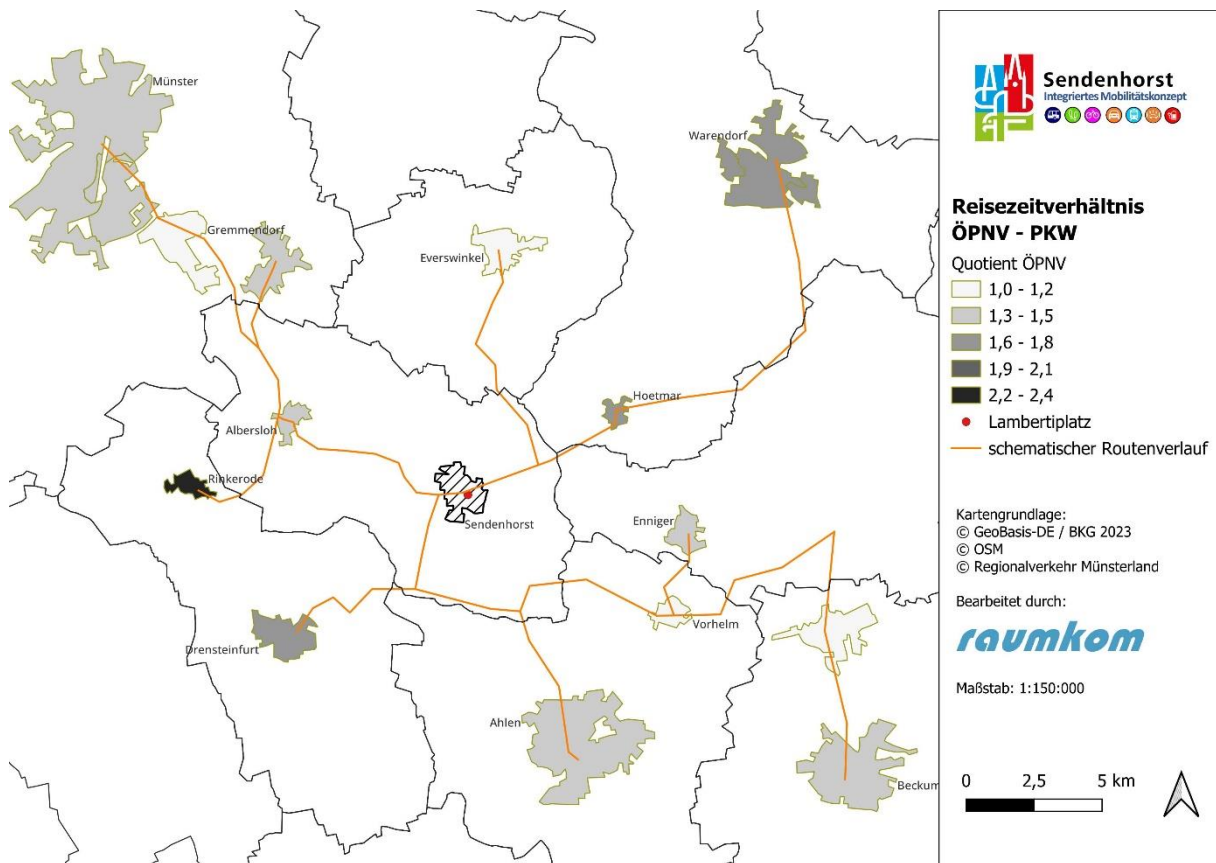 Münster
Warendorf
Gremmendorf
Everswinkel
Hoetmar
Albersloh
Rinkerode
Sendenhorst
Enniger
Vorhelm
Drensteinfurt
Ahlen
Beckum
Sendenhorst
Integriertes Mobilitätskonzept
Reisezeitverhältnis
ÖPNV - PKW
Quotient ÖPNV
1,0 - 1,2
1,3 - 1,5
1,6 - 1,8
1,9 - 2,1
2,2 - 2,4
Lambertiplatz
schematischer Routenverlauf
Kartengrundlage:
© GeoBasis-DE / BKG 2023
© OSM
© Regionalverkehr Münsterland
Bearbeitet durch:
raumkom
Maßstab: 1:150:000
0 2,5 5 km